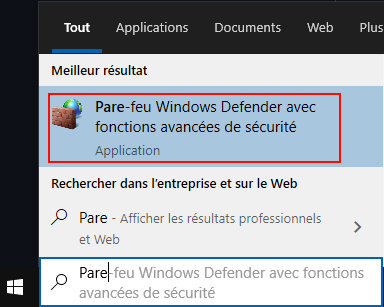 Tout Applications Documents Web Plus
Meilleur résultat
Pare-feu Windows Defender avec
fonctions avancées de sécurité
Application
Rechercher dans l'entreprise et sur le Web
Pare - Afficher les résultats professionnels
et Web
Pare-feu Windows Defender avec fonctions
avancées de sécurité